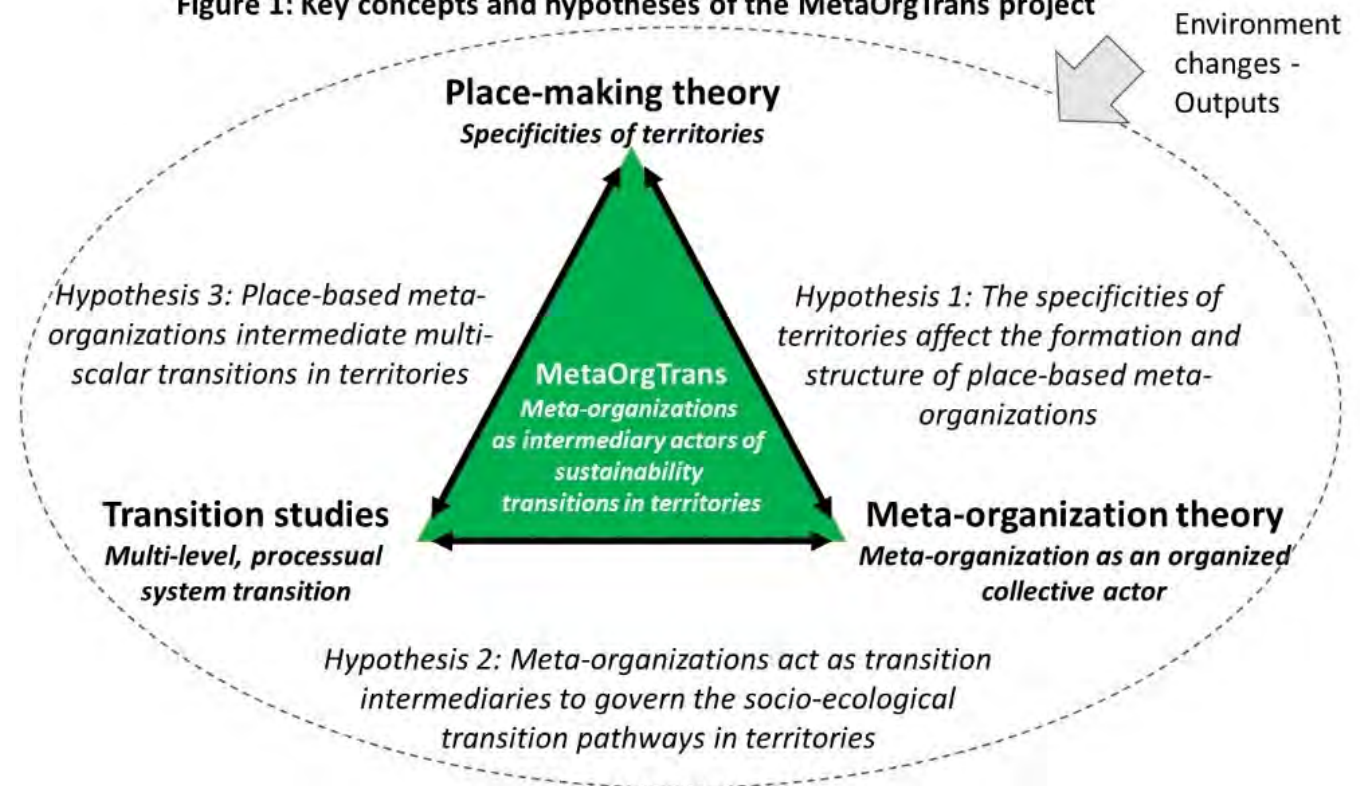 Figure 1: Key concepts and hypotheses of the MetaOrgTrans project
Environment
changes -
Outputs
Place-making theory
Specificities of territories
Hypothesis 3: Place-based meta-
organizations intermediate multi-
scalar transitions in territories
Hypothesis 1: The specificities of
territories affect the formation and
structure of place-based meta-
organizations
MetaOrgTrans
Meta-organizations
as intermediary actors of
sustainability
transitions in territories
Transition studies
Multi-level, processual
system transition
Meta-organization theory
Meta-organization as an organized
collective actor
Hypothesis 2: Meta-organizations act as transition
intermediaries to govern the socio-ecological
transition pathways in territories